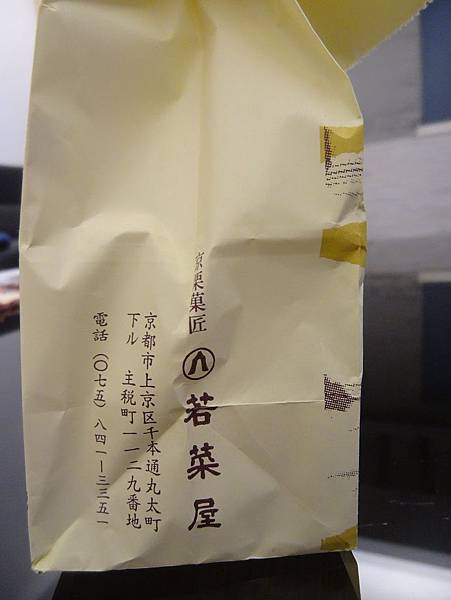 京栗菓匠
若菜屋
京都市上京区千本通丸太町
下ル 主税町一一二九番地
電話(〇七五)八四一ー三三五一